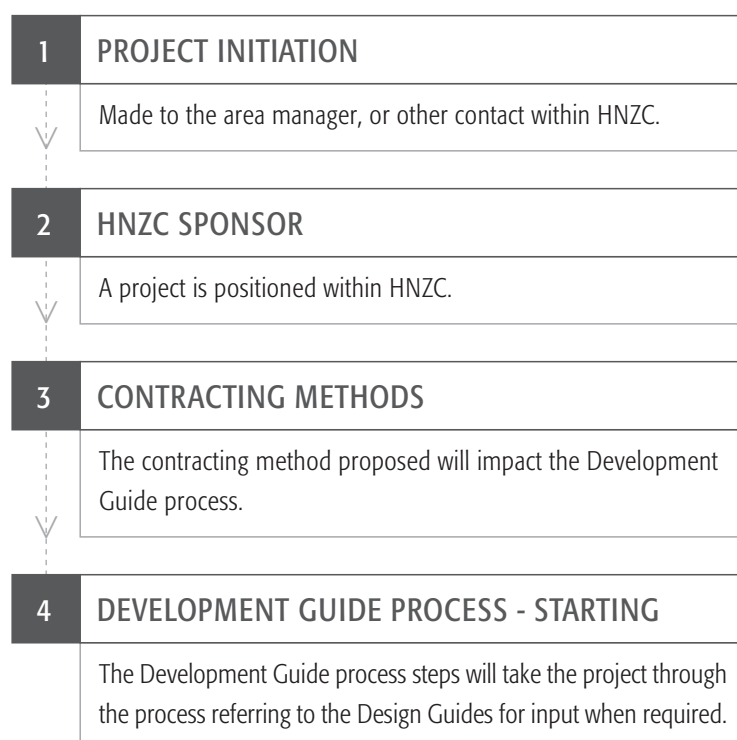 1 PROJECT INITIATION
Made to the area manager, or other contact within HNZC.
2 HNZC SPONSOR
A project is positioned within HNZC.
3 CONTRACTING METHODS
The contracting method proposed will impact the Development
Guide process.
4 DEVELOPMENT GUIDE PROCESS - STARTING
The Development Guide process steps will take the project through
the process referring to the Design Guides for input when required.